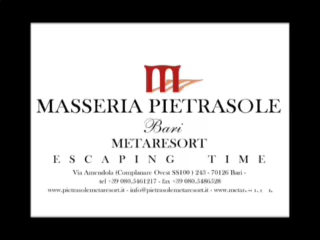 MASSERIA PIETRASOLE
Bari
METARESORT
ESCAPING TIME
Via Amendola (Complanare Ovest SS100) 243 - 70126 Bari -
tel +39 080.5461217 - fax +39 080.5486528
www.pietrasolemetaresort.it - info@pietrasolemetaresort.it -